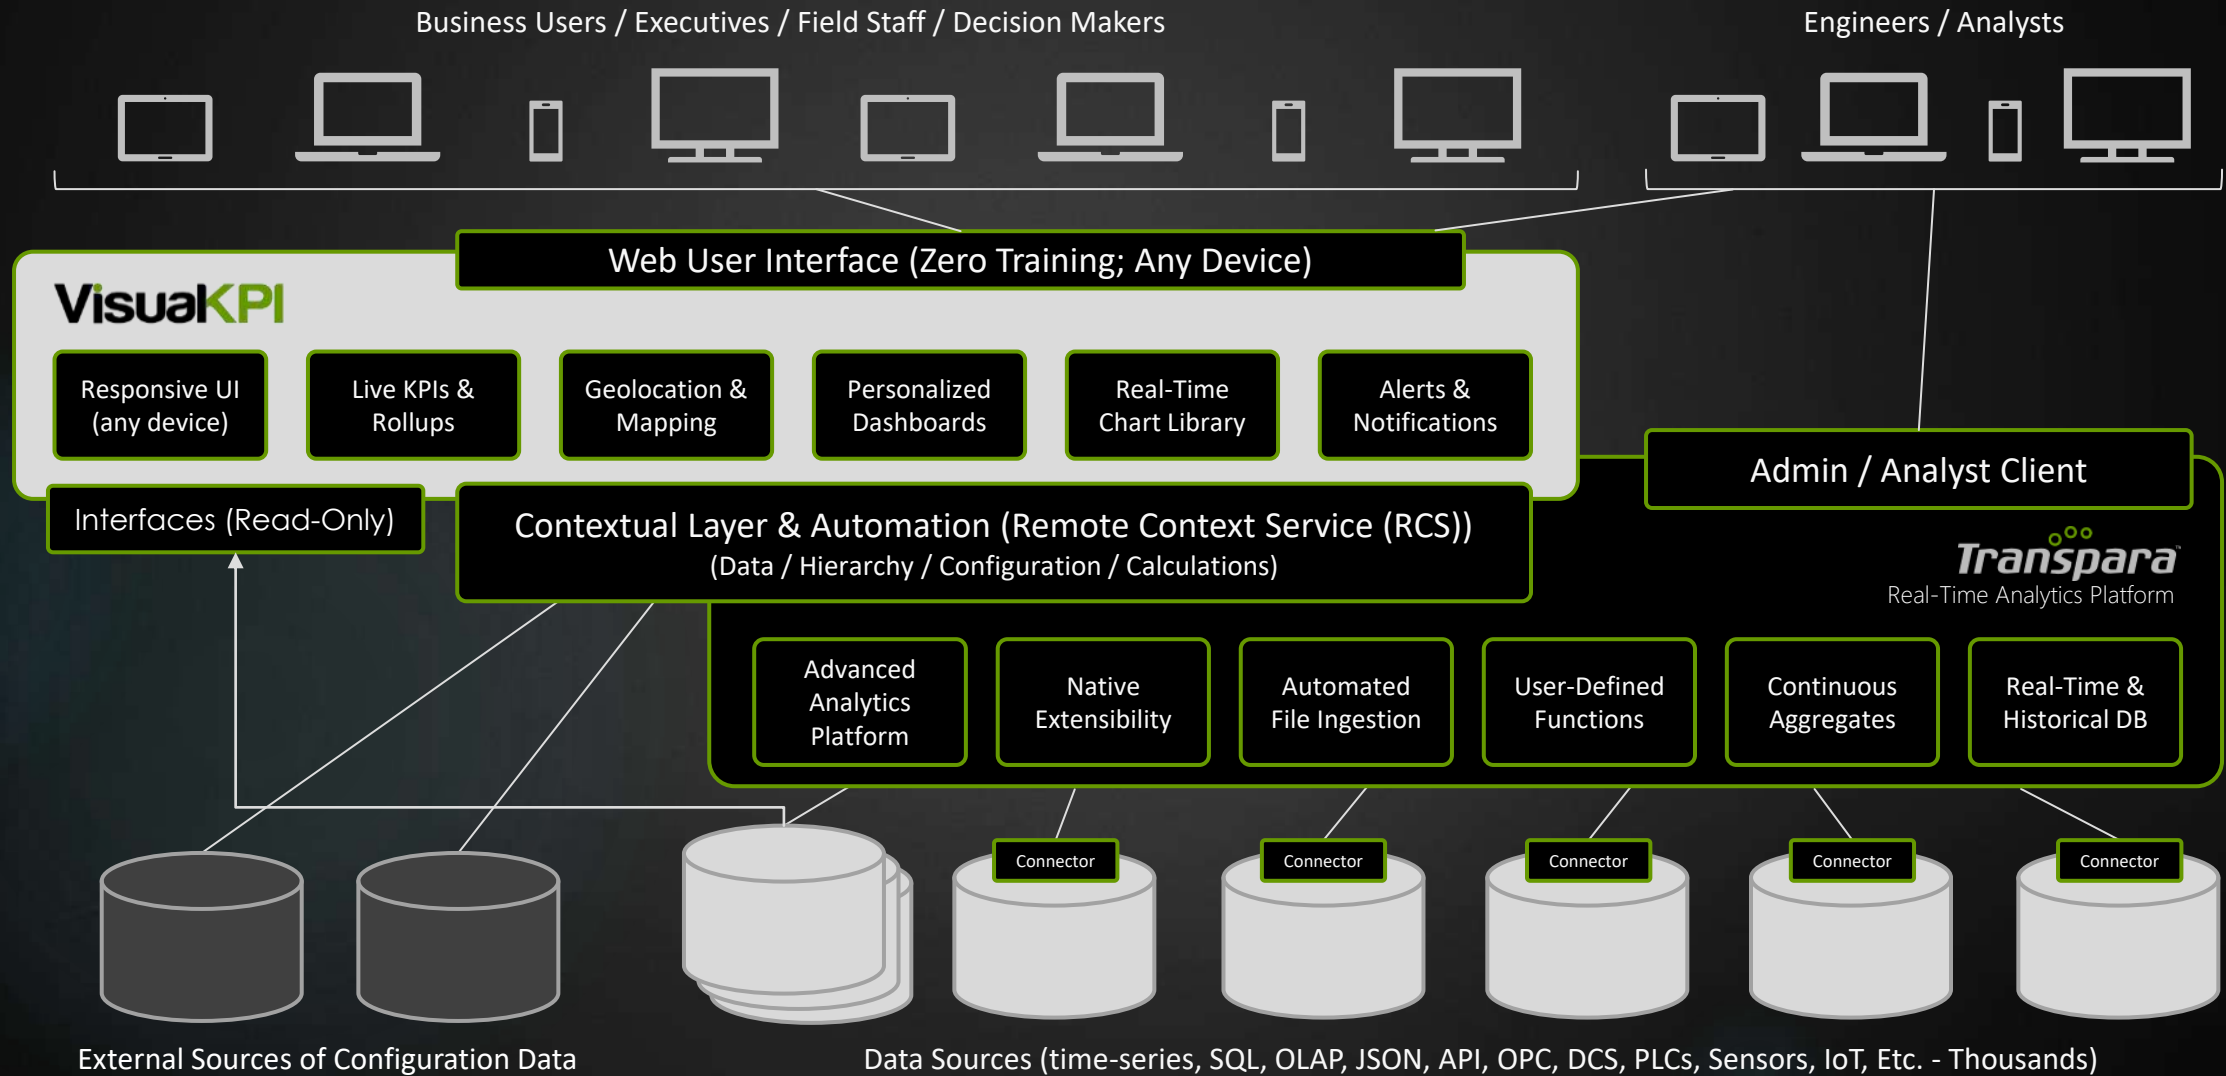 Business Users / Executives / Field Staff / Decision Makers
Engineers / Analysts
Web User Interface (Zero Training; Any Device)
VisualKPI
Responsive UI
(any device)
Live KPIs &
Rollups
Geolocation &
Mapping
Personalized
Dashboards
Real-Time
Chart Library
Alerts &
Notifications
Admin / Analyst Client
Interfaces (Read-Only)
Contextual Layer & Automation (Remote Context Service (RCS))
(Data / Hierarchy / Configuration / Calculations)
Transpara™
Real-Time Analytics Platform
Advanced
Analytics
Platform
Native
Extensibility
Automated
File Ingestion
User-Defined
Functions
Continuous
Aggregates
Real-Time &
Historical DB
Connector
Connector
Connector
Connector
Connector
External Sources of Configuration Data
Data Sources (time-series, SQL, OLAP, JSON, API, OPC, DCS, PLCs, Sensors, IoT, Etc. - Thousands)